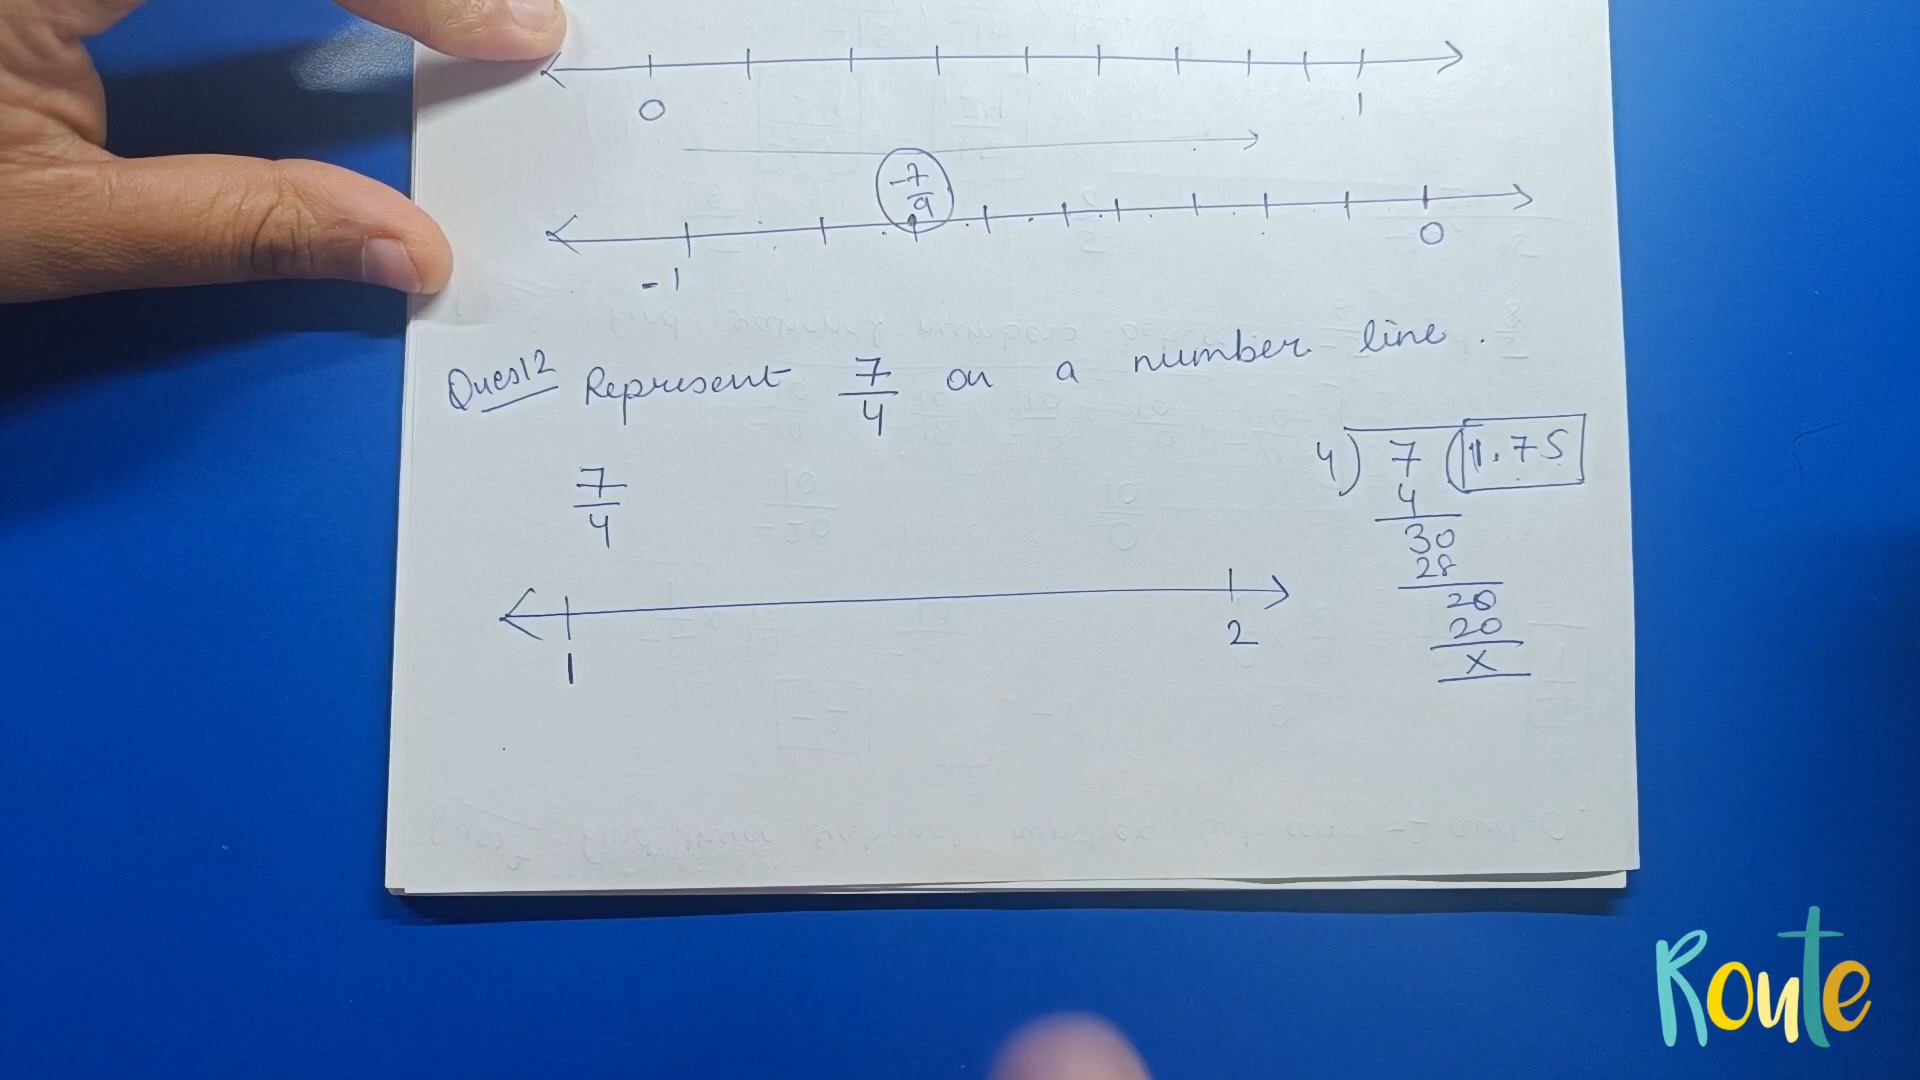 0 1
-7/9
-1 0
Ques12 Represent 7/4 on a number line.
7/4
4) 7 (1.75
4
30
28
20
20
x
1 2
Route